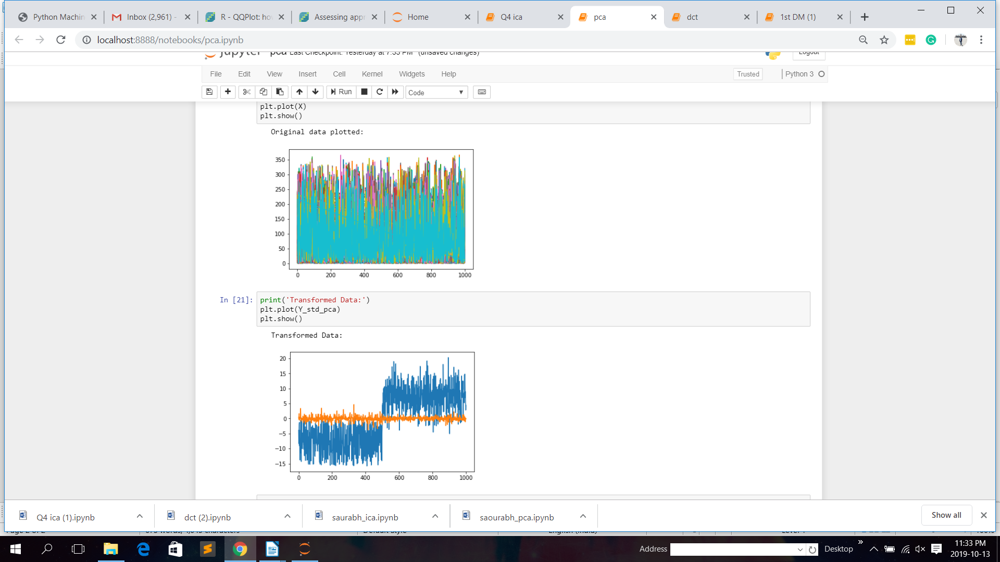 Python Machin
Inbox (2,961) -
R - QQPlot: ho
Assessing appr
Home
Q4 ica
pca
dct
1st DM (1)
localhost:8888/notebooks/pca.ipynb
jupyter pca Last Checkpoint: Yesterday at 7:33 PM (unsaved changes)
Logout
File Edit View Insert Cell Kernel Widgets Help
Trusted
Python 3
Run
Code
plt.plot(X)
plt.show()
Original data plotted:
350
300
250
200
150
100
50
0
0 200 400 600 800 1000
In [21]:
print('Transformed Data:')
plt.plot(Y_std_pca)
plt.show()
Transformed Data:
20
15
10
5
0
−5
−10
−15
0 200 400 600 800 1000
Q4 ica (1).ipynb
dct (2).ipynb
saurabh_ica.ipynb
saourabh_pca.ipynb
Show all
Default Style
English (India)
Address
Desktop
11:33 PM
2019-10-13